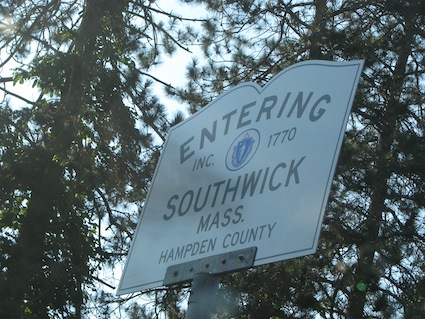 ENTERING
INC. 1770
SOUTHWICK
MASS.
HAMPDEN COUNTY